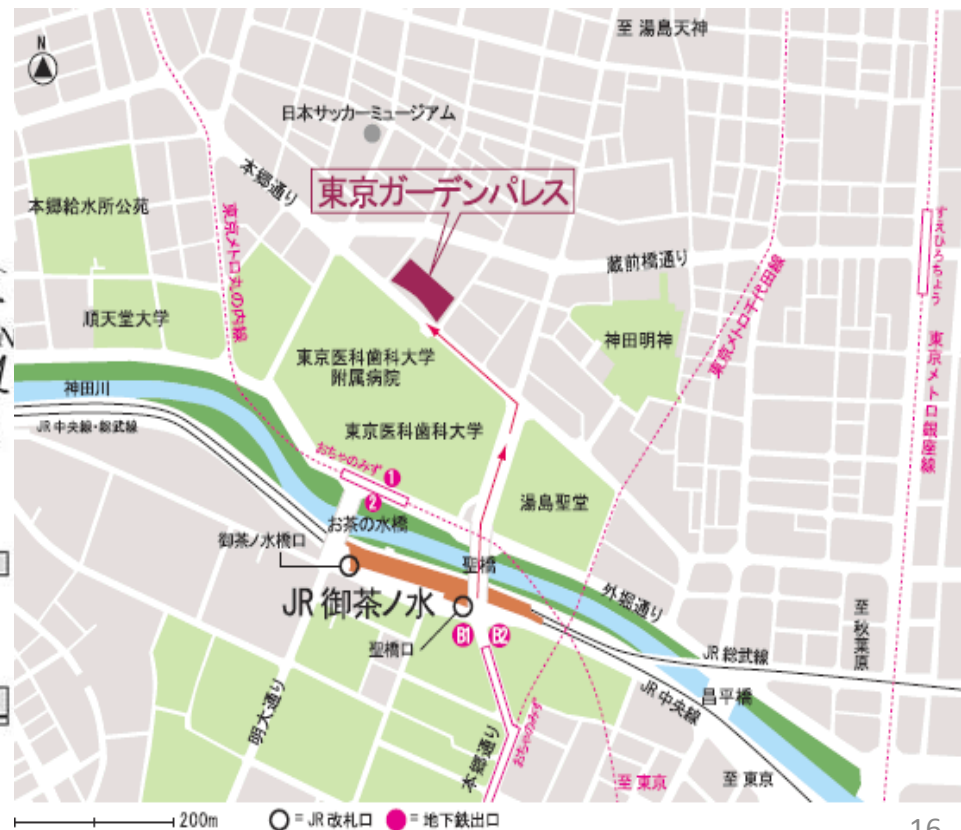 N
至 湯島天神
日本サッカーミュージアム
本郷通り
東京ガーデンパレス
本郷給水所公苑
東京メトロ丸の内線
蔵前橋通り
すえひろちょう
東京メトロ千代田線
順天堂大学
神田明神
東京医科歯科大学
附属病院
東京メトロ銀座線
神田川
JR 中央線・総武線
東京医科歯科大学
おちゃのみず
1
2
湯島聖堂
お茶の水橋
御茶ノ水橋口
聖橋
JR 御茶ノ水
外堀通り
至
秋葉原
聖橋口
B1
B2
JR 総武線
JR 中央線
昌平橋
明大通り
本郷通り
おちゃのみず
至 東京
至 東京
200m
○ = JR 改札口
● = 地下鉄出口
16